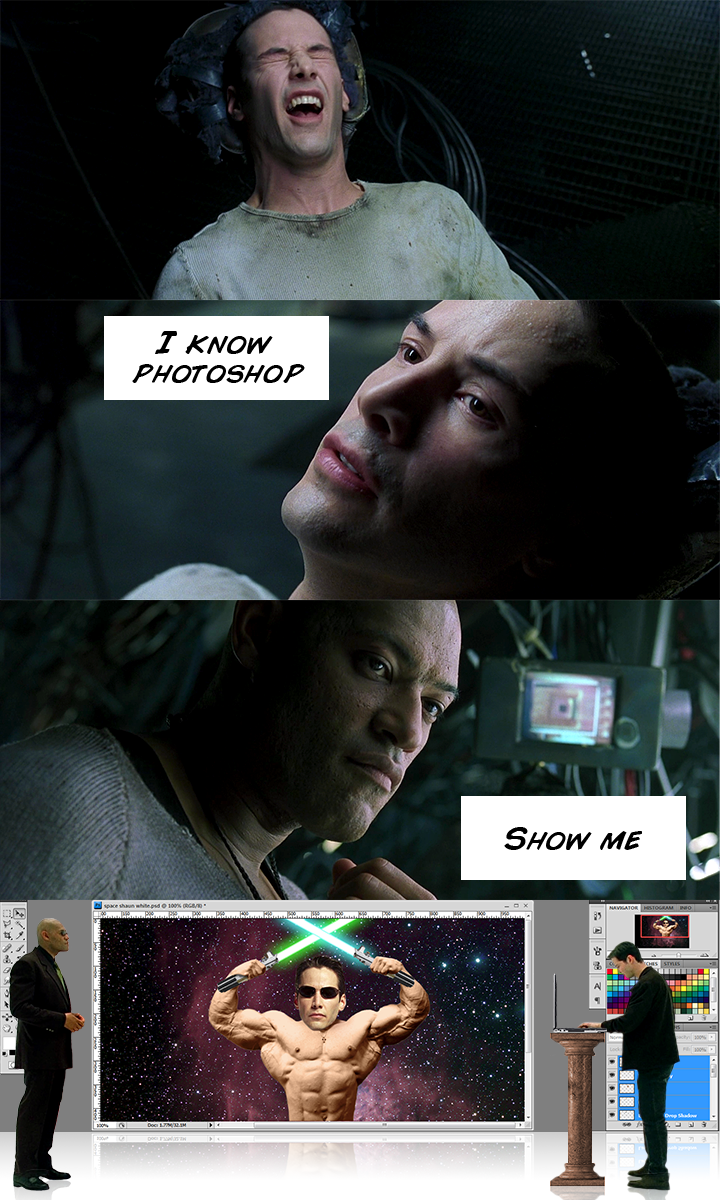 I KNOW
PHOTOSHOP
SHOW ME
space shaun white.psd @ 100% (RGB/8) *
NAVIGATOR HISTOGRAM INFO
STYLES
100%
Doc: 1.77M/32.1M
Drop Shadow